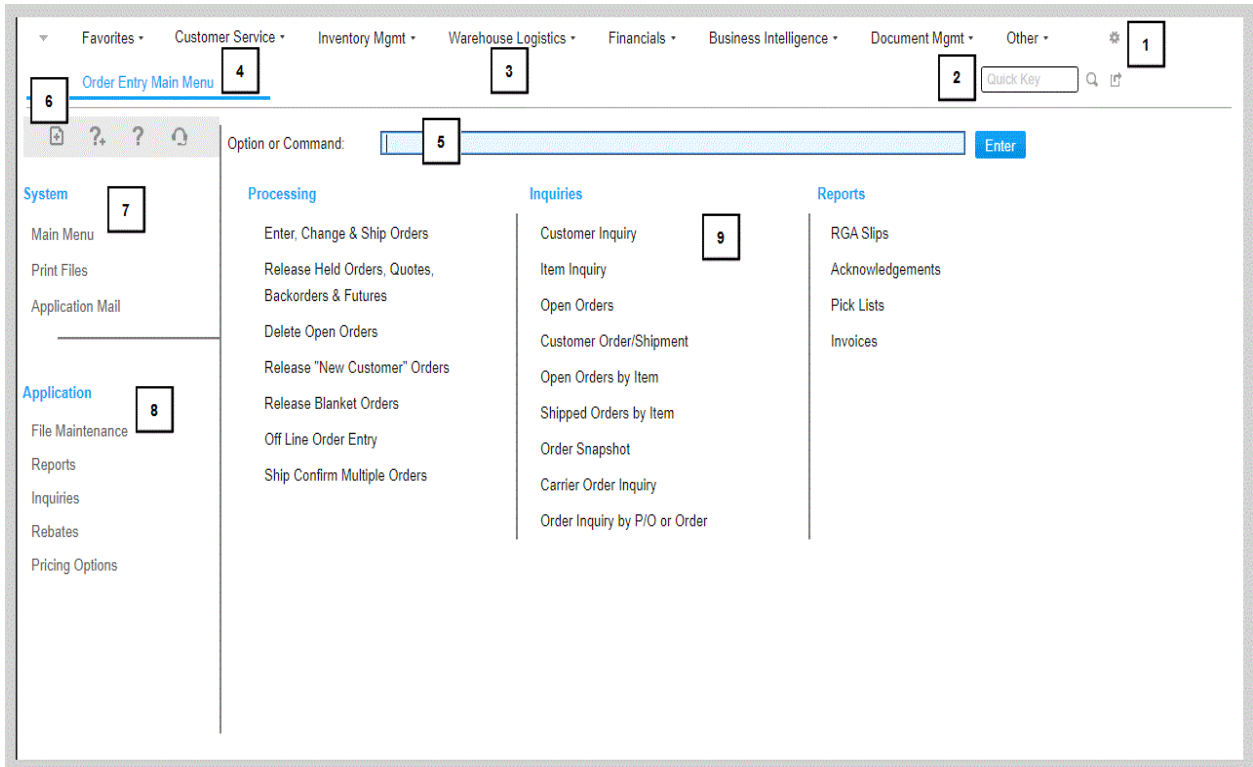 Favorites Customer Service Inventory Mgmt Warehouse Logistics Financials Business Intelligence Document Mgmt Other 1
Order Entry Main Menu 4 3 2 Quick Key
6
Option or Command: 5 Enter
System 7
Main Menu
Print Files
Application Mail
Application 8
File Maintenance
Reports
Inquiries
Rebates
Pricing Options
Processing
Enter, Change & Ship Orders
Release Held Orders, Quotes,
Backorders & Futures
Delete Open Orders
Release "New Customer" Orders
Release Blanket Orders
Off Line Order Entry
Ship Confirm Multiple Orders
Inquiries
Customer Inquiry 9
Item Inquiry
Open Orders
Customer Order/Shipment
Open Orders by Item
Shipped Orders by Item
Order Snapshot
Carrier Order Inquiry
Order Inquiry by P/O or Order
Reports
RGA Slips
Acknowledgements
Pick Lists
Invoices